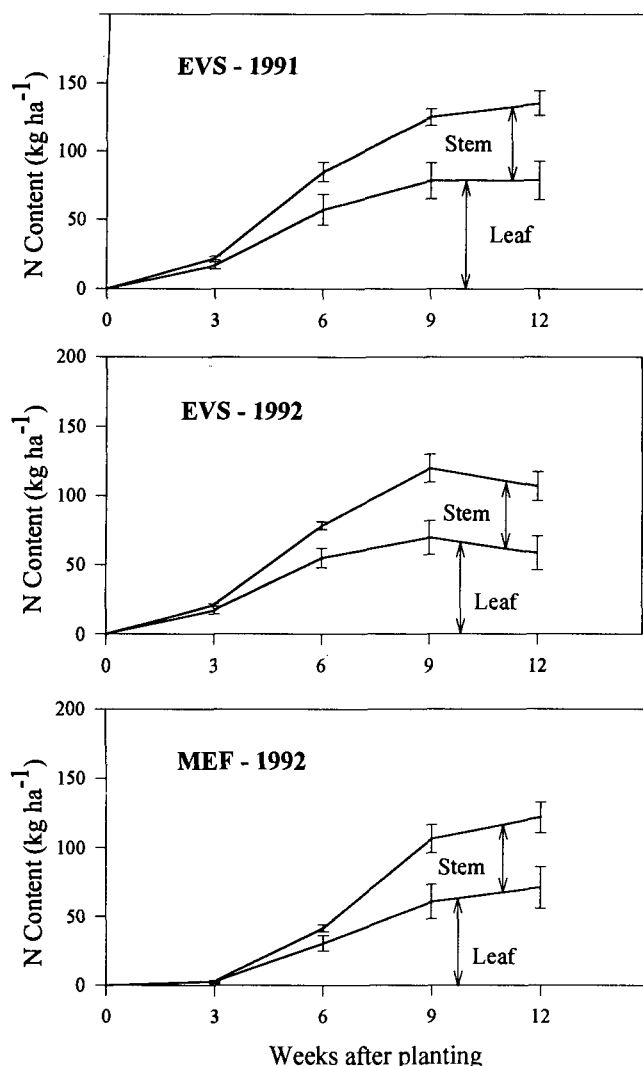 EVS - 1991
N Content (kg ha-1)
150
100
50
0
Stem
Leaf
0 3 6 9 12
EVS - 1992
N Content (kg ha-1)
200
150
100
50
0
Stem
Leaf
0 3 6 9 12
MEF - 1992
N Content (kg ha-1)
200
150
100
50
0
Stem
Leaf
0 3 6 9 12
Weeks after planting